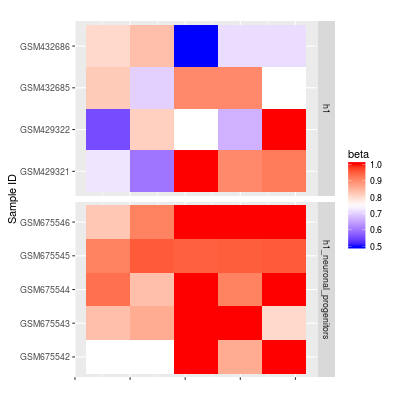 GSM432686
GSM432685
GSM429322
GSM429321
h1
GSM675546
GSM675545
GSM675544
GSM675543
GSM675542
h1_neuronal_progenitors
Sample ID
beta
1.0
0.9
0.8
0.7
0.6
0.5